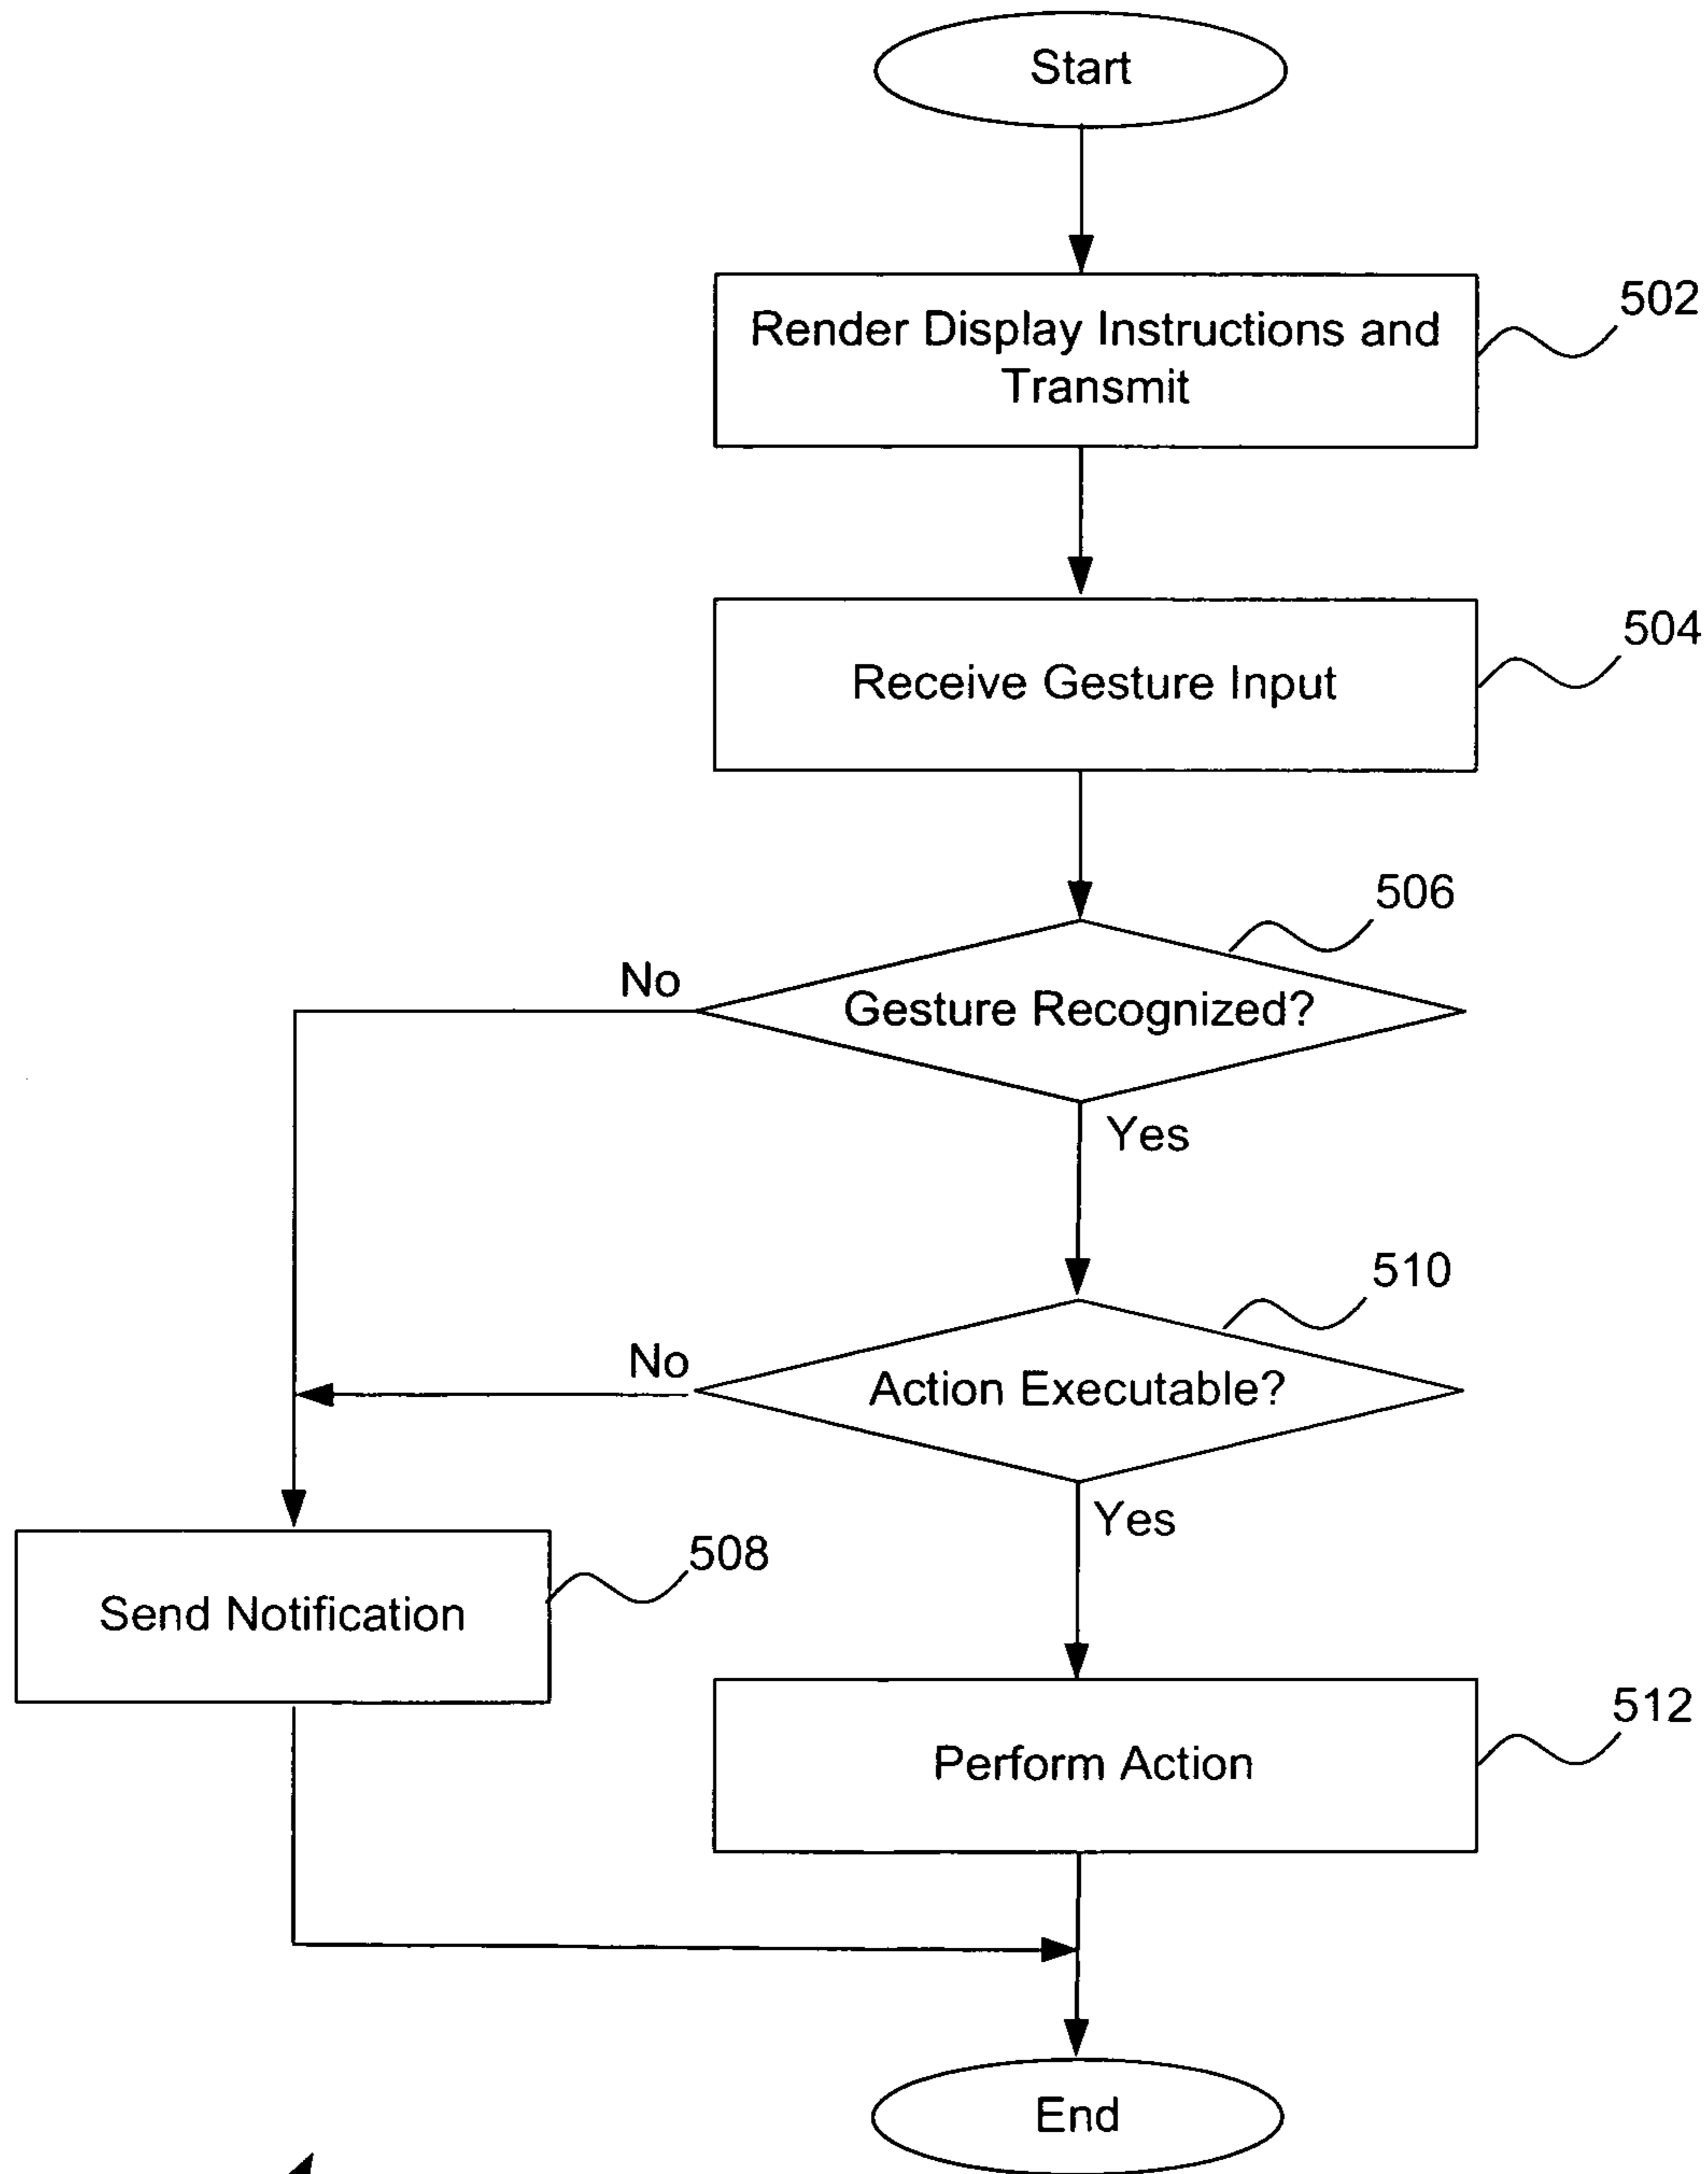 Start
Render Display Instructions and
Transmit
502
Receive Gesture Input
504
506
No
Gesture Recognized?
Yes
510
No
Action Executable?
Yes
Send Notification
508
Perform Action
512
End